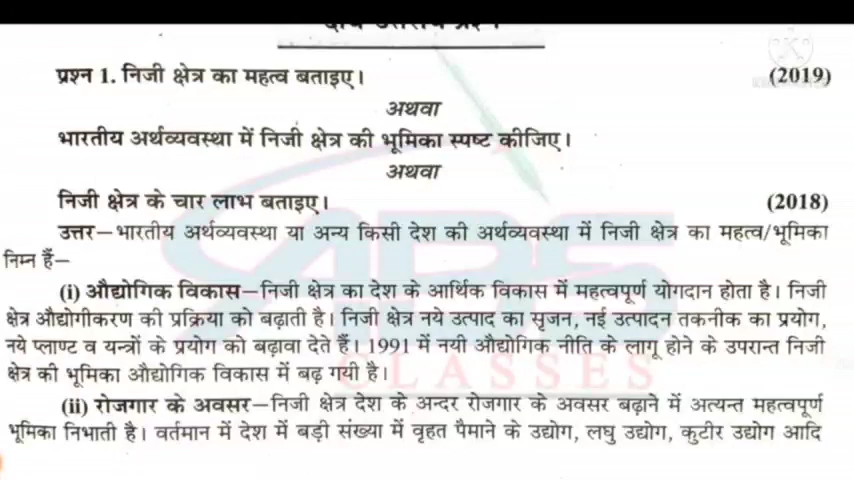 दीर्घ उत्तरीय प्रश्न
प्रश्न 1. निजी क्षेत्र का महत्व बताइए। (2019)
अथवा
भारतीय अर्थव्यवस्था में निजी क्षेत्र की भूमिका स्पष्ट कीजिए।
अथवा
निजी क्षेत्र के चार लाभ बताइए। (2018)
उत्तर–भारतीय अर्थव्यवस्था या अन्य किसी देश की अर्थव्यवस्था में निजी क्षेत्र का महत्व/भूमिका
निम्न हैं–
(i) औद्योगिक विकास–निजी क्षेत्र का देश के आर्थिक विकास में महत्वपूर्ण योगदान होता है। निजी
क्षेत्र औद्योगीकरण की प्रक्रिया को बढ़ाती है। निजी क्षेत्र नये उत्पाद का सृजन, नई उत्पादन तकनीक का प्रयोग,
नये प्लाण्ट व यन्त्रों के प्रयोग को बढ़ावा देते हैं। 1991 में नयी औद्योगिक नीति के लागू होने के उपरान्त निजी
क्षेत्र की भूमिका औद्योगिक विकास में बढ़ गयी है।
CLASSES
(ii) रोजगार के अवसर–निजी क्षेत्र देश के अन्दर रोजगार के अवसर बढ़ाने में अत्यन्त महत्वपूर्ण
भूमिका निभाती है। वर्तमान में देश में बड़ी संख्या में वृहत पैमाने के उद्योग, लघु उद्योग, कुटीर उद्योग आदि